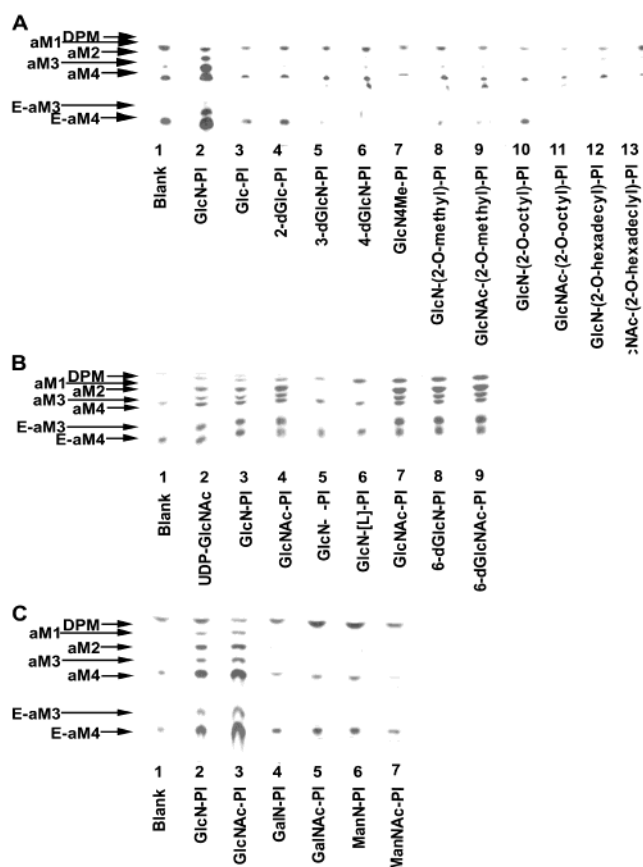 A
DPM
aM1
aM2
aM3
aM4
E-aM3
E-aM4
1 2 3 4 5 6 7 8 9 10 11 12 13
Blank
GlcN-PI
Glc-PI
2-dGlc-PI
3-dGlcN-PI
4-dGlcN-PI
GlcN4Me-PI
GlcN-(2-O-methyl)-PI
GlcNAc-(2-O-methyl)-PI
GlcN-(2-O-octyl)-PI
GlcNAc-(2-O-octyl)-PI
GlcN-(2-O-hexadecyl)-PI
cNAc-(2-O-hexadeclyl)-PI
B
DPM
aM1
aM2
aM3
aM4
E-aM3
E-aM4
1 2 3 4 5 6 7 8 9
Blank
UDP-GlcNAc
GlcN-PI
GlcNAc-PI
GlcN- -PI
GlcN-[L]-PI
GlcNAc-PI
6-dGlcN-PI
6-dGlcNAc-PI
C
DPM
aM1
aM2
aM3
aM4
E-aM3
E-aM4
1 2 3 4 5 6 7
Blank
GlcN-PI
GlcNAc-PI
GalN-PI
GalNAc-PI
ManN-PI
ManNAc-PI